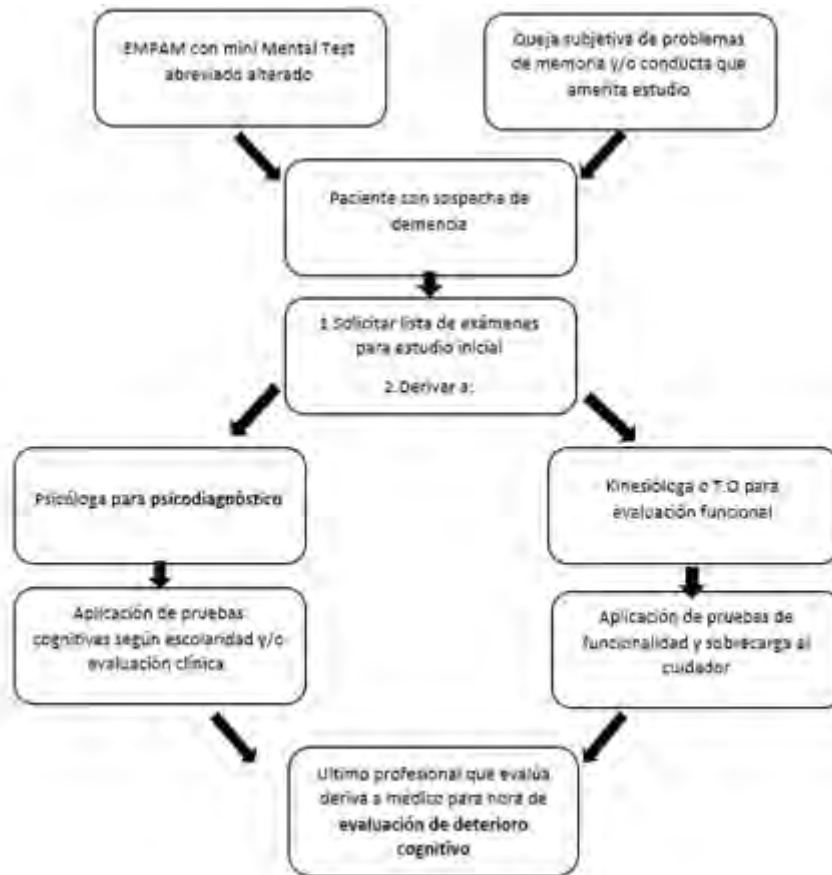 EMPAM con mini Mental Test
abreviado alterado
Queja subjetiva de problemas
de memoria y/o conducta que
amerita estudio
Paciente con sospecha de
demencia
1.Solicitar lista de exámenes
para estudio inicial
2.Derivar a:
Psicóloga para psicodiagnóstico
Kinesióloga o T.O para
evaluación funcional
Aplicación de pruebas
cognitivas según escolaridad y/o
evaluación clínica
Aplicación de pruebas de
funcionalidad y sobrecarga al
cuidador
Ultimo profesional que evalúa
deriva a médico para hora de
evaluación de deterioro
cognitivo